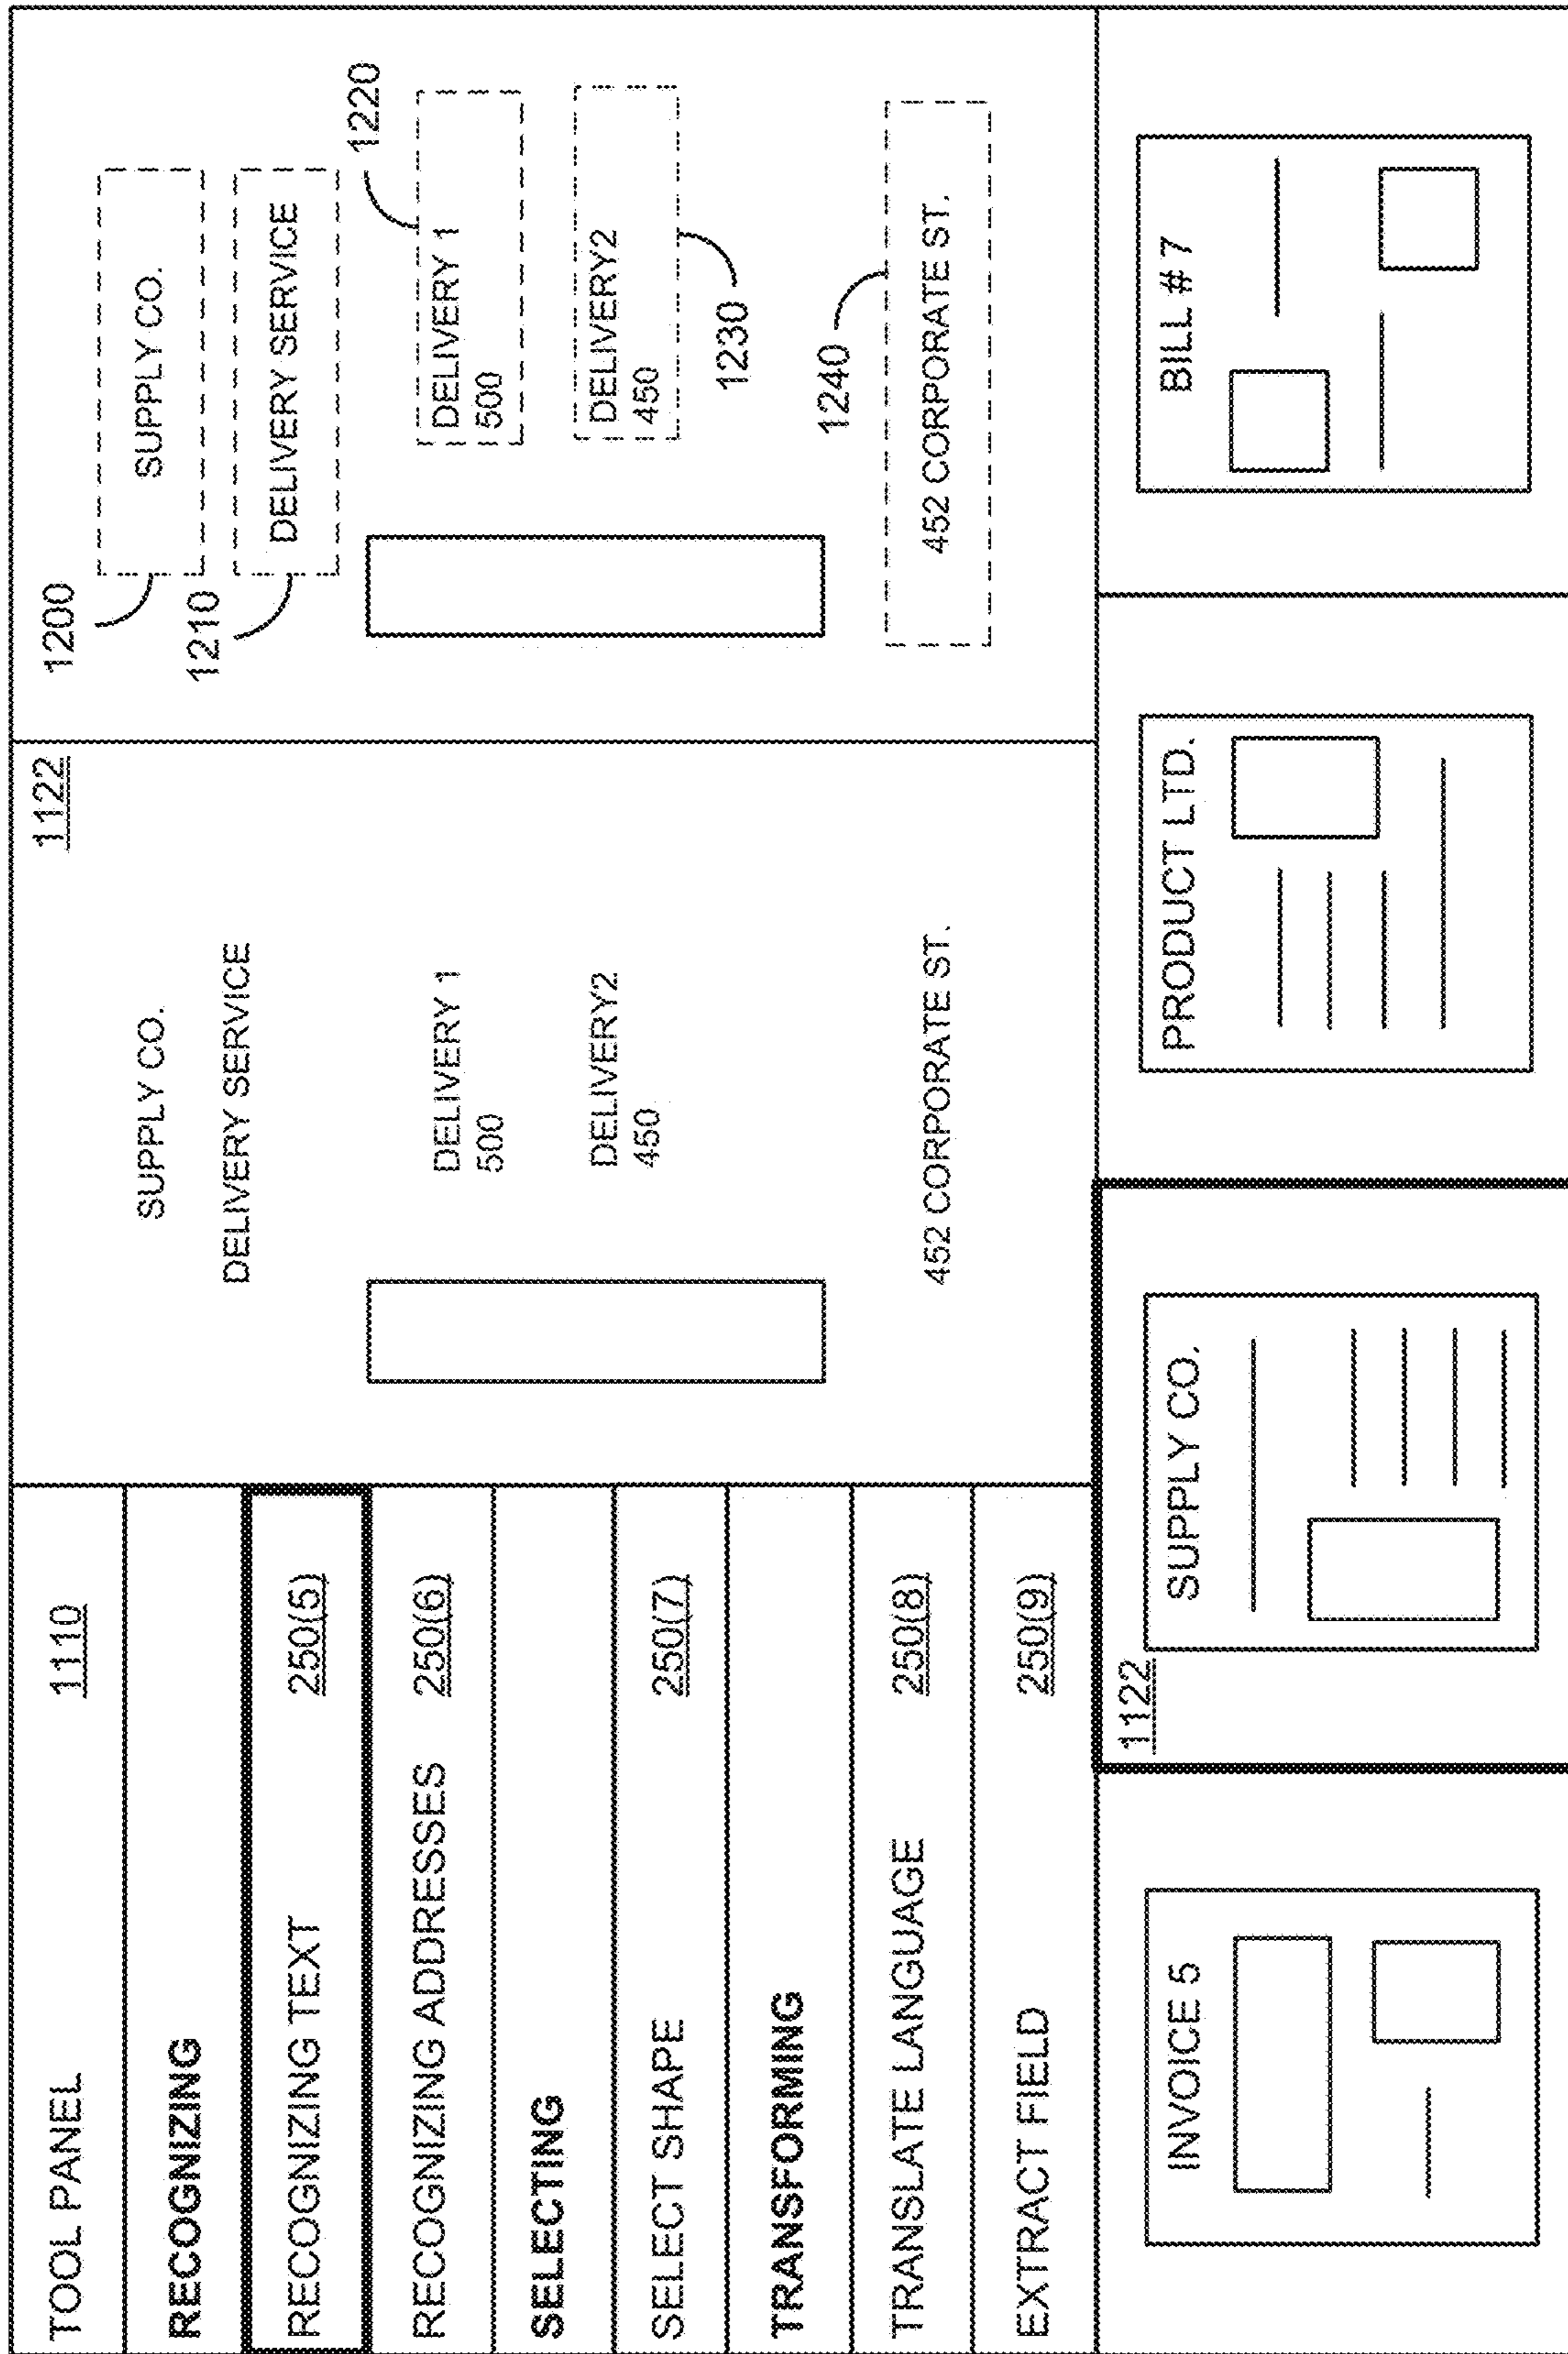 TOOL PANEL 1110
RECOGNIZING
RECOGNIZING TEXT 250(5)
RECOGNIZING ADDRESSES 250(6)
SELECTING
SELECT SHAPE 250(7)
TRANSFORMING
TRANSLATE LANGUAGE 250(8)
EXTRACT FIELD 250(9)
1122
SUPPLY CO.
DELIVERY SERVICE
DELIVERY 1
500
DELIVERY2
450
452 CORPORATE ST.
1200
SUPPLY CO.
1210
DELIVERY SERVICE
1220
DELIVERY 1
500
DELIVERY2
450
1230
1240
452 CORPORATE ST.
INVOICE 5
1122
SUPPLY CO.
PRODUCT LTD.
BILL # 7